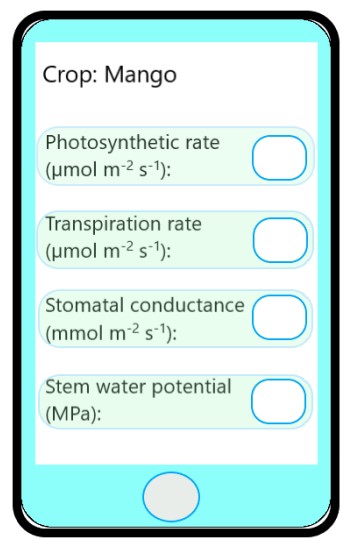 Crop: Mango
Photosynthetic rate
(µmol m⁻² s⁻¹):
Transpiration rate
(µmol m⁻² s⁻¹):
Stomatal conductance
(mmol m⁻² s⁻¹):
Stem water potential
(MPa):